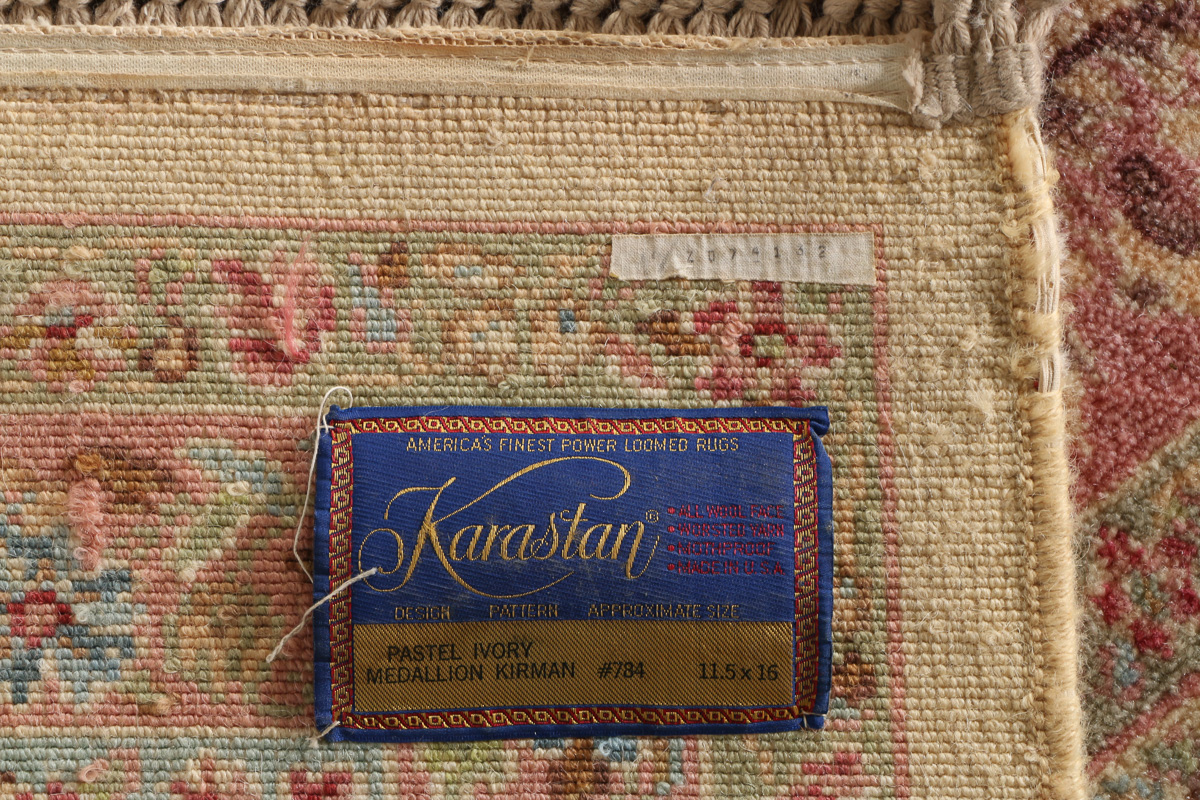 AMERICA'S FINEST POWER LOOMED RUGS
Karastan®
•ALL WOOL FACE
•WORSTED YARN
•MOTHPROOF
•MADE IN U.S.A.
DESIGN PATTERN APPROXIMATE SIZE
PASTEL IVORY
MEDALLION KIRMAN #784 11.5 x 16